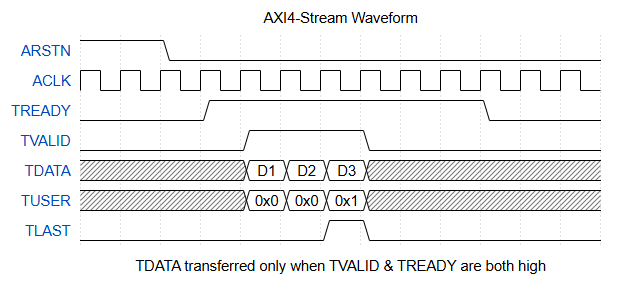 AXI4-Stream Waveform
ARSTN
ACLK
TREADY
TVALID
TDATA D1 D2 D3
TUSER 0x0 0x0 0x1
TLAST
TDATA transferred only when TVALID & TREADY are both high